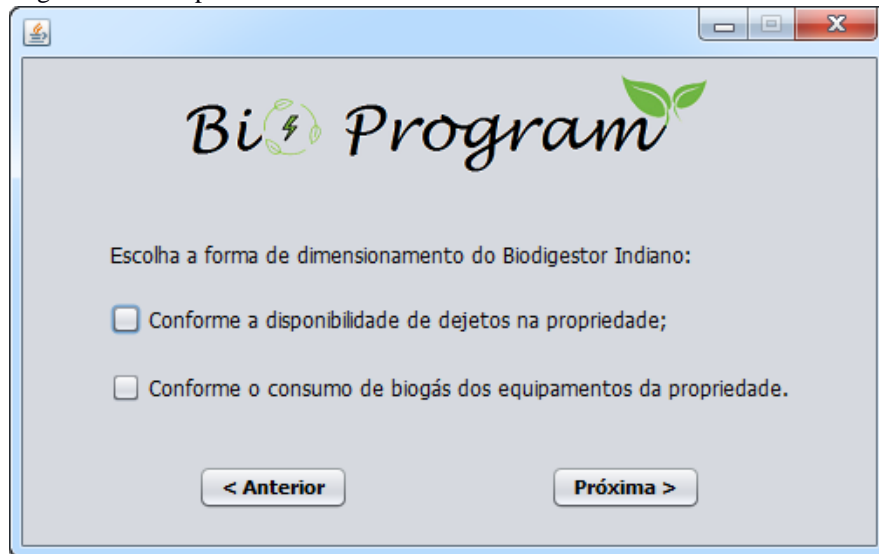 Bio Program
Escolha a forma de dimensionamento do Biodigestor Indiano:
Conforme a disponibilidade de dejetos na propriedade;
Conforme o consumo de biogás dos equipamentos da propriedade.
< Anterior
Próxima >